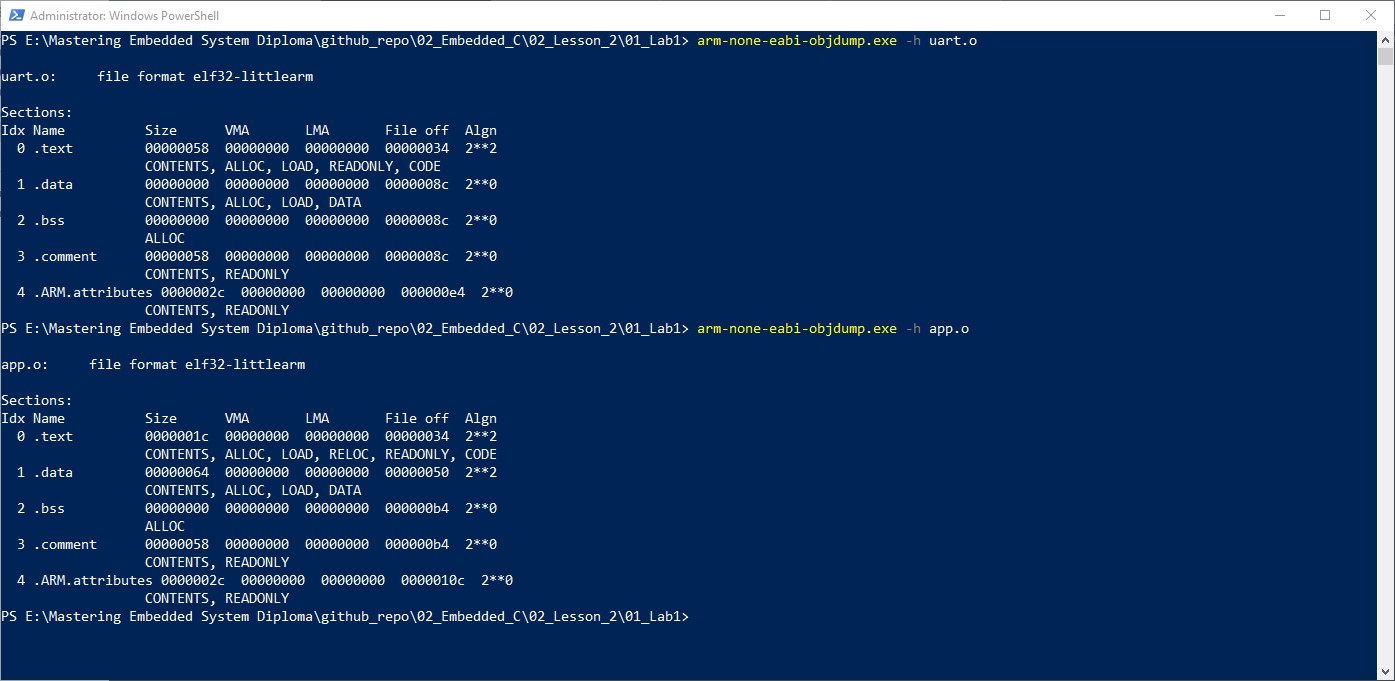 Administrator: Windows PowerShell
PS E:\Mastering Embedded System Diploma\github_repo\02_Embedded_C\02_Lesson_2\01_Lab1> arm-none-eabi-objdump.exe -h uart.o
uart.o:     file format elf32-littlearm
Sections:
Idx Name          Size      VMA       LMA       File off  Algn
  0 .text         00000058  00000000  00000000  00000034  2**2
                  CONTENTS, ALLOC, LOAD, READONLY, CODE
  1 .data         00000000  00000000  00000000  0000008c  2**0
                  CONTENTS, ALLOC, LOAD, DATA
  2 .bss          00000000  00000000  00000000  0000008c  2**0
                  ALLOC
  3 .comment      00000058  00000000  00000000  0000008c  2**0
                  CONTENTS, READONLY
  4 .ARM.attributes 0000002c  00000000  00000000  000000e4  2**0
                  CONTENTS, READONLY
PS E:\Mastering Embedded System Diploma\github_repo\02_Embedded_C\02_Lesson_2\01_Lab1> arm-none-eabi-objdump.exe -h app.o
app.o:     file format elf32-littlearm
Sections:
Idx Name          Size      VMA       LMA       File off  Algn
  0 .text         0000001c  00000000  00000000  00000034  2**2
                  CONTENTS, ALLOC, LOAD, RELOC, READONLY, CODE
  1 .data         00000064  00000000  00000000  00000050  2**2
                  CONTENTS, ALLOC, LOAD, DATA
  2 .bss          00000000  00000000  00000000  000000b4  2**0
                  ALLOC
  3 .comment      00000058  00000000  00000000  000000b4  2**0
                  CONTENTS, READONLY
  4 .ARM.attributes 0000002c  00000000  00000000  0000010c  2**0
                  CONTENTS, READONLY
PS E:\Mastering Embedded System Diploma\github_repo\02_Embedded_C\02_Lesson_2\01_Lab1>